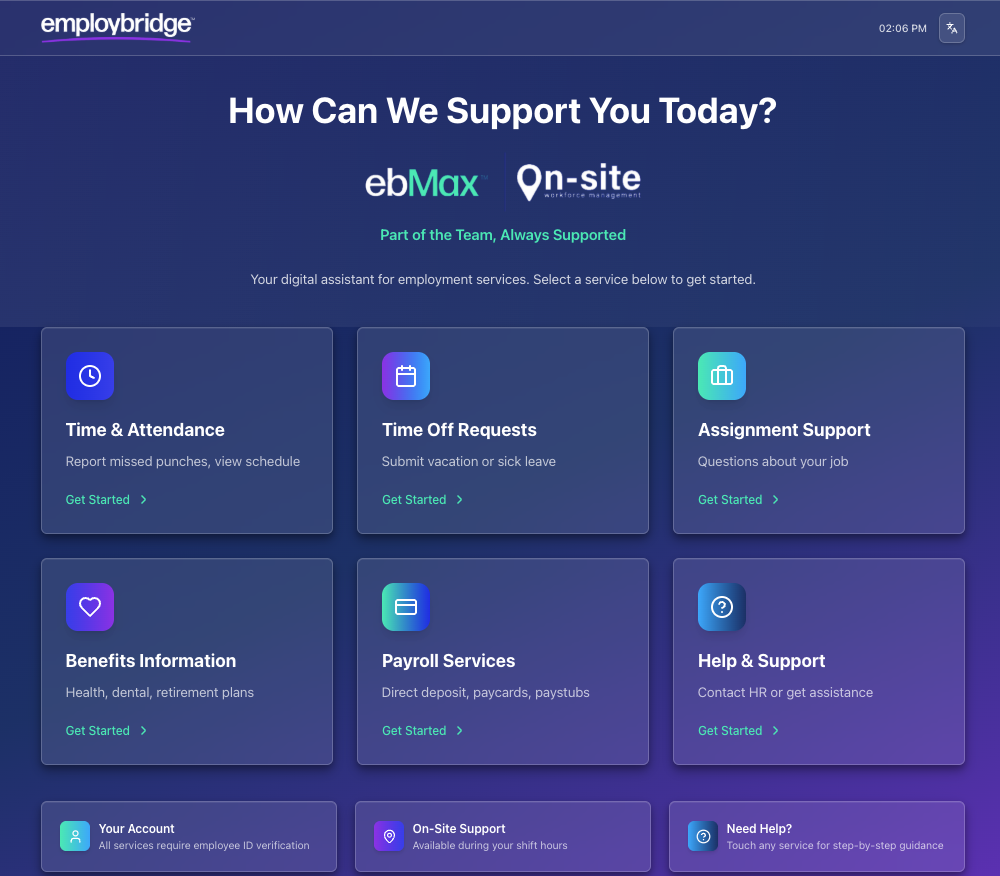 employbridge™
02:06 PM
How Can We Support You Today?
ebMax™
On-site
workforce management
Part of the Team, Always Supported
Your digital assistant for employment services. Select a service below to get started.
Time & Attendance
Report missed punches, view schedule
Get Started
Time Off Requests
Submit vacation or sick leave
Get Started
Assignment Support
Questions about your job
Get Started
Benefits Information
Health, dental, retirement plans
Get Started
Payroll Services
Direct deposit, paycards, paystubs
Get Started
Help & Support
Contact HR or get assistance
Get Started
Your Account
All services require employee ID verification
On-Site Support
Available during your shift hours
Need Help?
Touch any service for step-by-step guidance